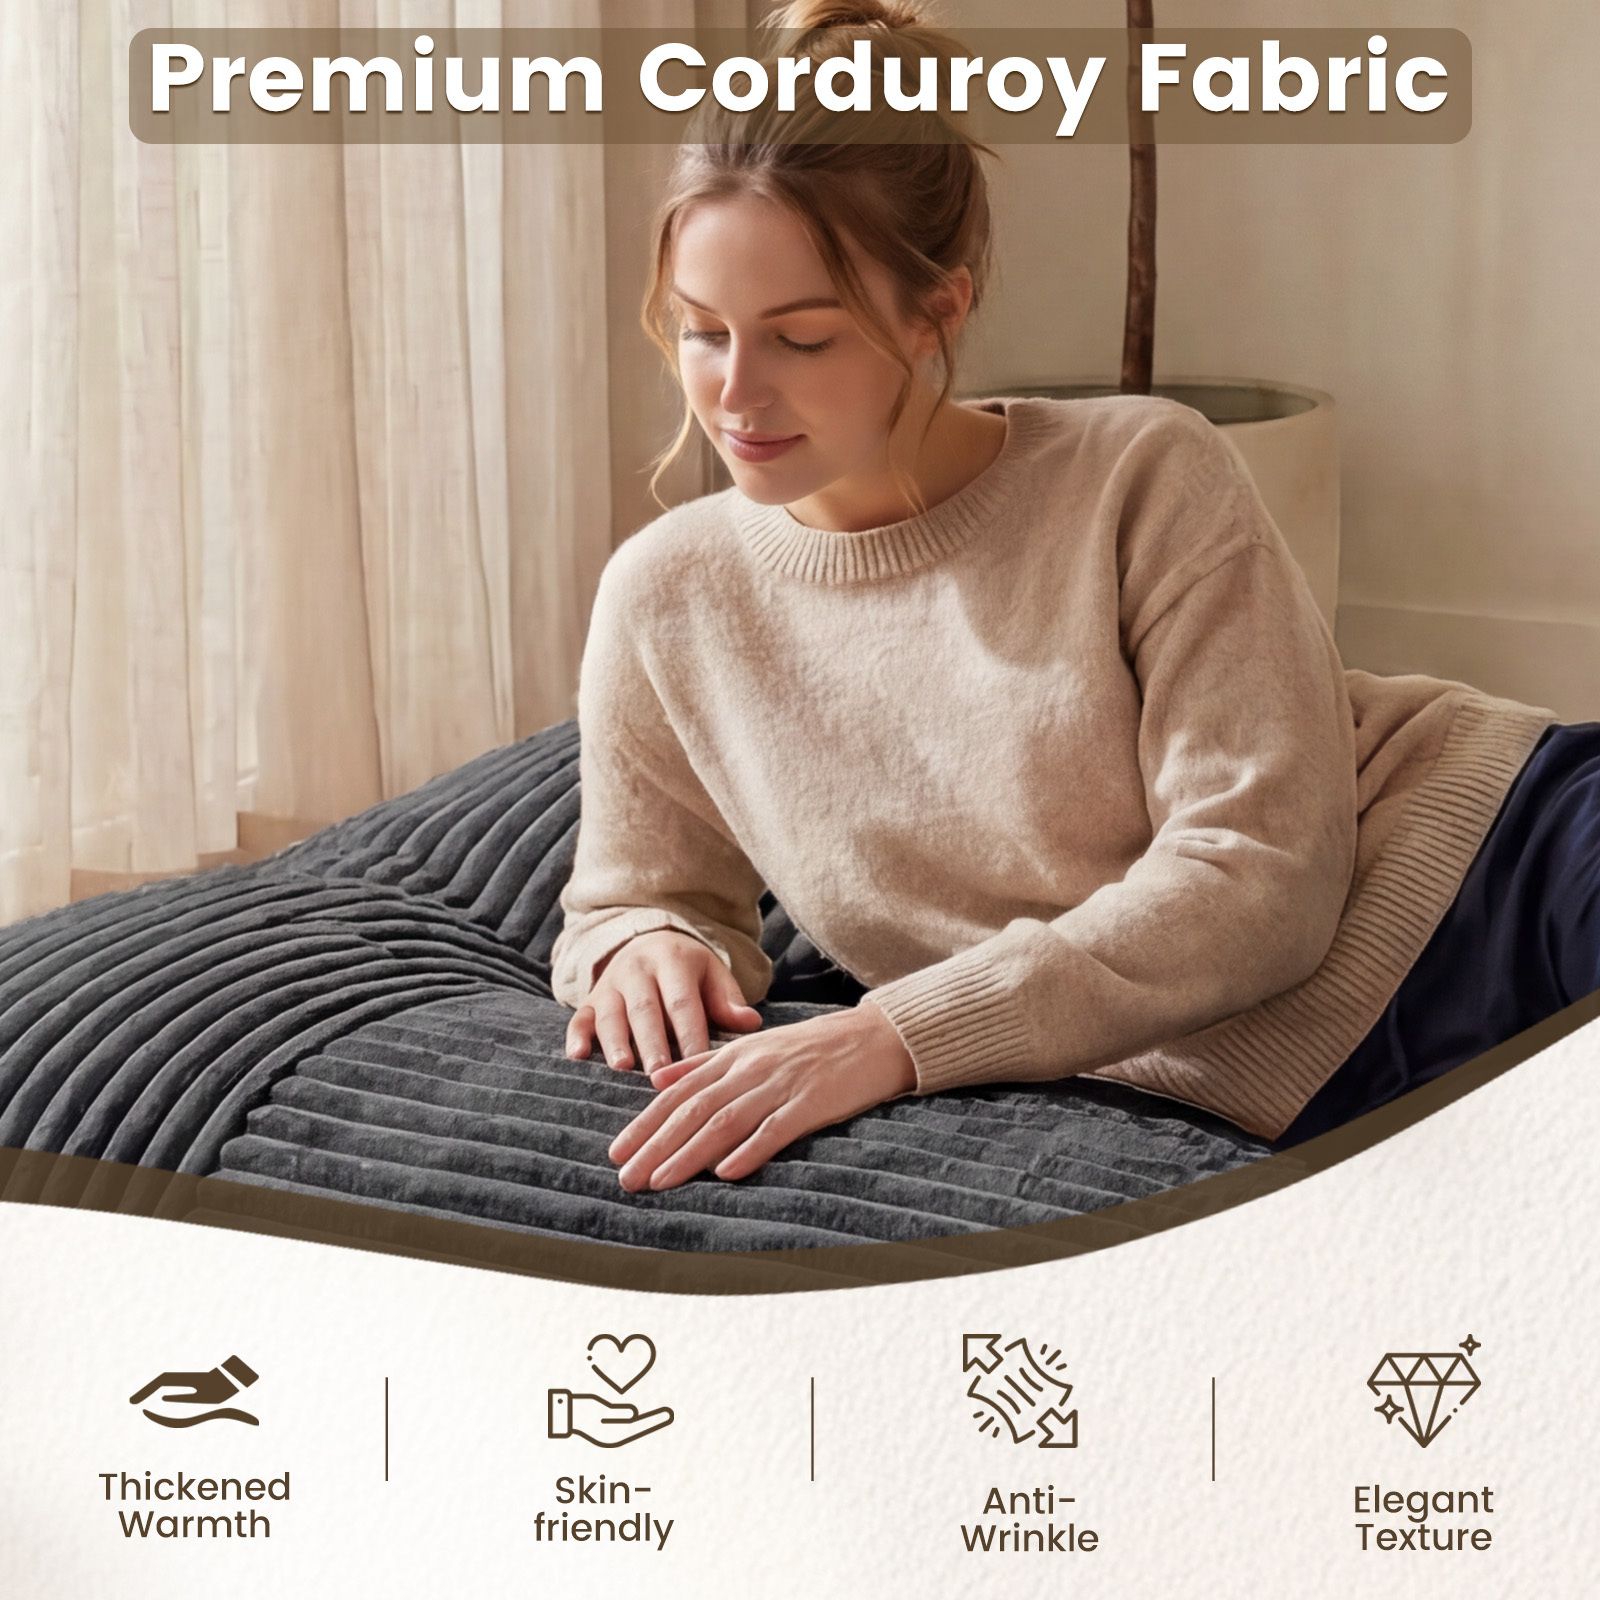 Premium Corduroy Fabric
Thickened
Warmth
Skin-
friendly
Anti-
Wrinkle
Elegant
Texture